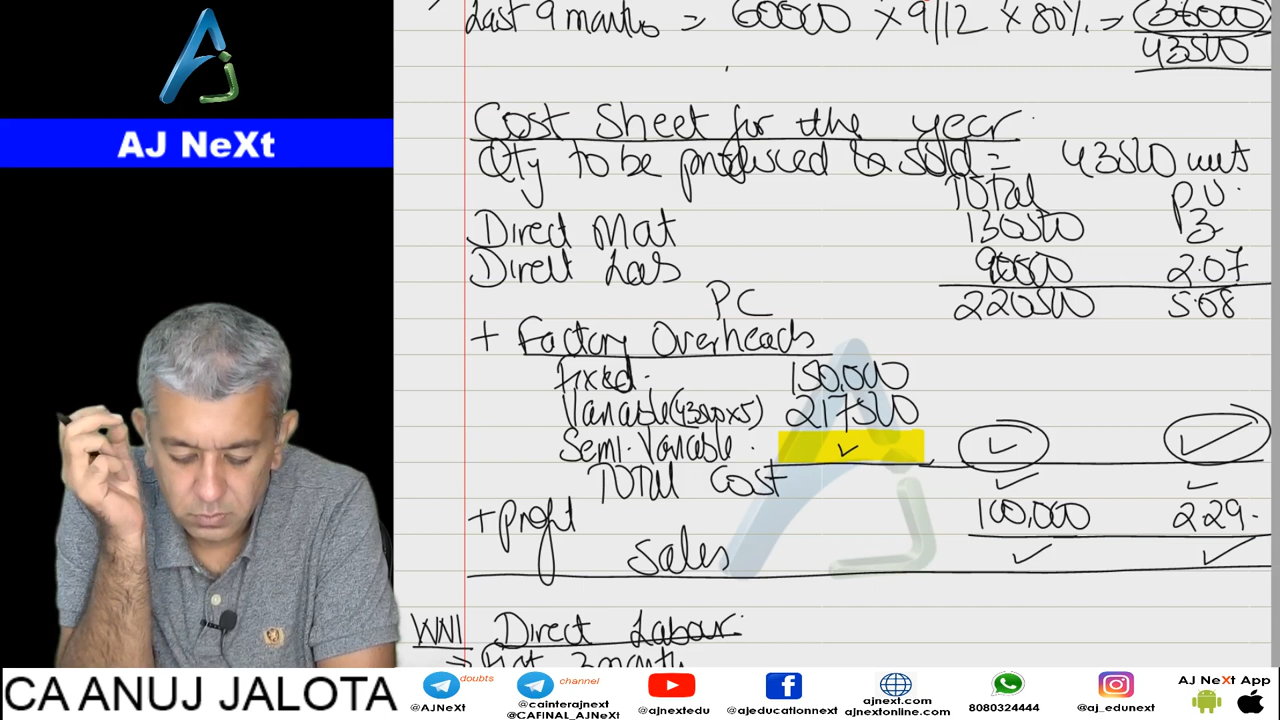 Last 9 months = 60000 × 9/12 × 80% = (36000)
43500
AJ NeXt
Cost Sheet for the year
Qty to be produced & sold = 43500 units
Total P.U.
Direct Mat 130500 3
Direct Lab 90000 2.07
PC 220500 5.08
+ Factory Overheads
Fixed 150,000
Variable (43500×5) 217500
Semi-Variable ✓ ✓ ✓
TOTAL COST ✓ ✓
+ Profit 100,000 2.29
Sales ✓ ✓
WN1 Direct Labour
⇒ First 3 months
CA ANUJ JALOTA
doubts
@AJNeXt
channel
@cainterajnext
@CAFINAL_AJNeXt
@ajnextedu
@ajeducationnext
ajnext.com
ajnextonline.com
8080324444
@aj_edunext
AJ NeXt App